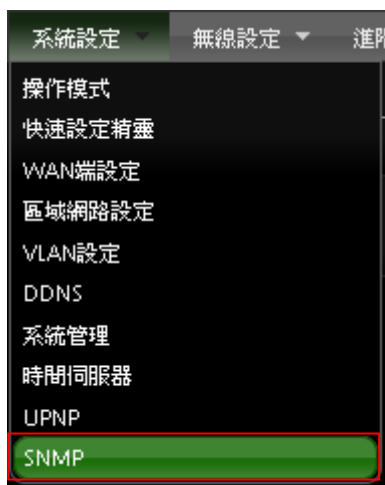 系統設定 無線設定 進階
操作模式
快速設定精靈
WAN端設定
區域網路設定
VLAN設定
DDNS
系統管理
時間伺服器
UPNP
SNMP